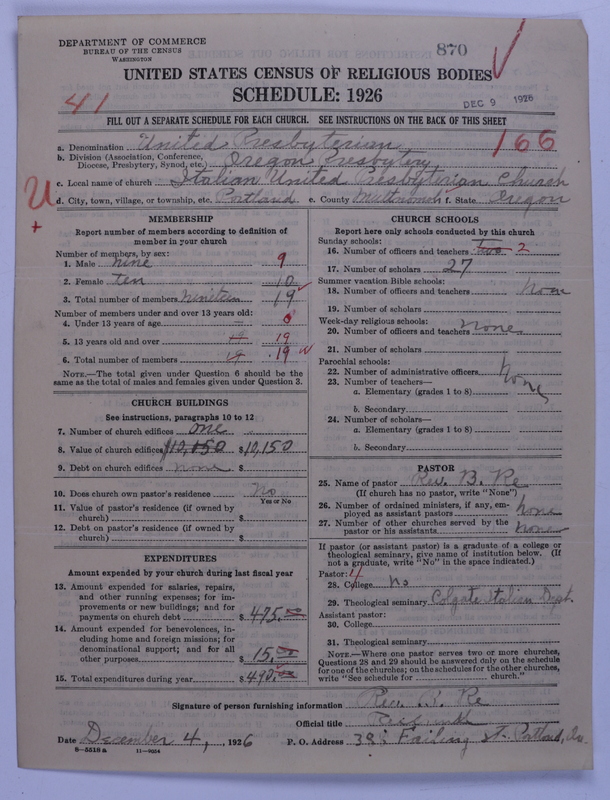 DEPARTMENT OF COMMERCE
BUREAU OF THE CENSUS
WASHINGTON
870
UNITED STATES CENSUS OF RELIGIOUS BODIES
SCHEDULE: 1926
41
DEC 9 1926
FILL OUT A SEPARATE SCHEDULE FOR EACH CHURCH. SEE INSTRUCTIONS ON THE BACK OF THIS SHEET
166
a. Denomination United Presbyterian
b. Division (Association, Conference, Diocese, Presbytery, Synod, etc.) Oregon Presbytery
c. Local name of church Italian United Presbyterian Church
d. City, town, village, or township, etc. Portland e. County Multnomah f. State Oregon
MEMBERSHIP
Report number of members according to definition of
member in your church
Number of members, by sex:
1. Male nine 9
2. Female ten 10
3. Total number of members nineteen 19
Number of members under and over 13 years old:
4. Under 13 years of age 0
5. 13 years old and over 19 19
6. Total number of members 19 19
NOTE.—The total given under Question 6 should be
same as the total of males and females given under Question 3.
CHURCH BUILDINGS
See instructions, paragraphs 10 to 12
7. Number of church edifices one
8. Value of church edifices $12,150 $12,150
9. Debt on church edifices none $
10. Does church own pastor's residence No
Yes or No
11. Value of pastor's residence (if owned by
church) $
12. Debt on pastor's residence (if owned by
church) $
EXPENDITURES
Amount expended by your church during last fiscal year
13. Amount expended for salaries, repairs,
and other running expenses; for im-
provements or new buildings; and for
payments on church debt $ 475.00
14. Amount expended for benevolences, in-
cluding home and foreign missions; for
denominational support; and for all
other purposes $ 15.00
15. Total expenditures during year $ 490.00
CHURCH SCHOOLS
Report here only schools conducted by this church
Sunday schools:
16. Number of officers and teachers two 2
17. Number of scholars 27
Summer vacation Bible schools:
18. Number of officers and teachers None
19. Number of scholars
Week-day religious schools:
20. Number of officers and teachers none
21. Number of scholars
Parochial schools:
22. Number of administrative officers None
23. Number of teachers—
a. Elementary (grades 1 to 8)
b. Secondary
24. Number of scholars—
a. Elementary (grades 1 to 8)
b. Secondary
PASTOR
25. Name of pastor Rev. B. Re
(If church has no pastor, write "None")
26. Number of ordained ministers, if any, em-
ployed as assistant pastors none
27. Number of other churches served by the
pastor or his assistants none
If pastor (or assistant pastor) is a graduate of a college or
theological seminary, give name of institution below. (If
not a graduate, write "No" in the space indicated.)
Pastor:
28. College No
29. Theological seminary Colgate Italian Dept.
Assistant pastor:
30. College
31. Theological seminary
NOTE.—Where one pastor serves two or more churches,
Questions 28 and 29 should be answered only on the schedule
for one of the churches; on the schedules for the other churches,
write "See schedule for church."
Signature of person furnishing information Rev. B. Re
Official title
Date December 4, 1926 P. O. Address Failing St. Portland, Ore.
8-5518 a 11-9054